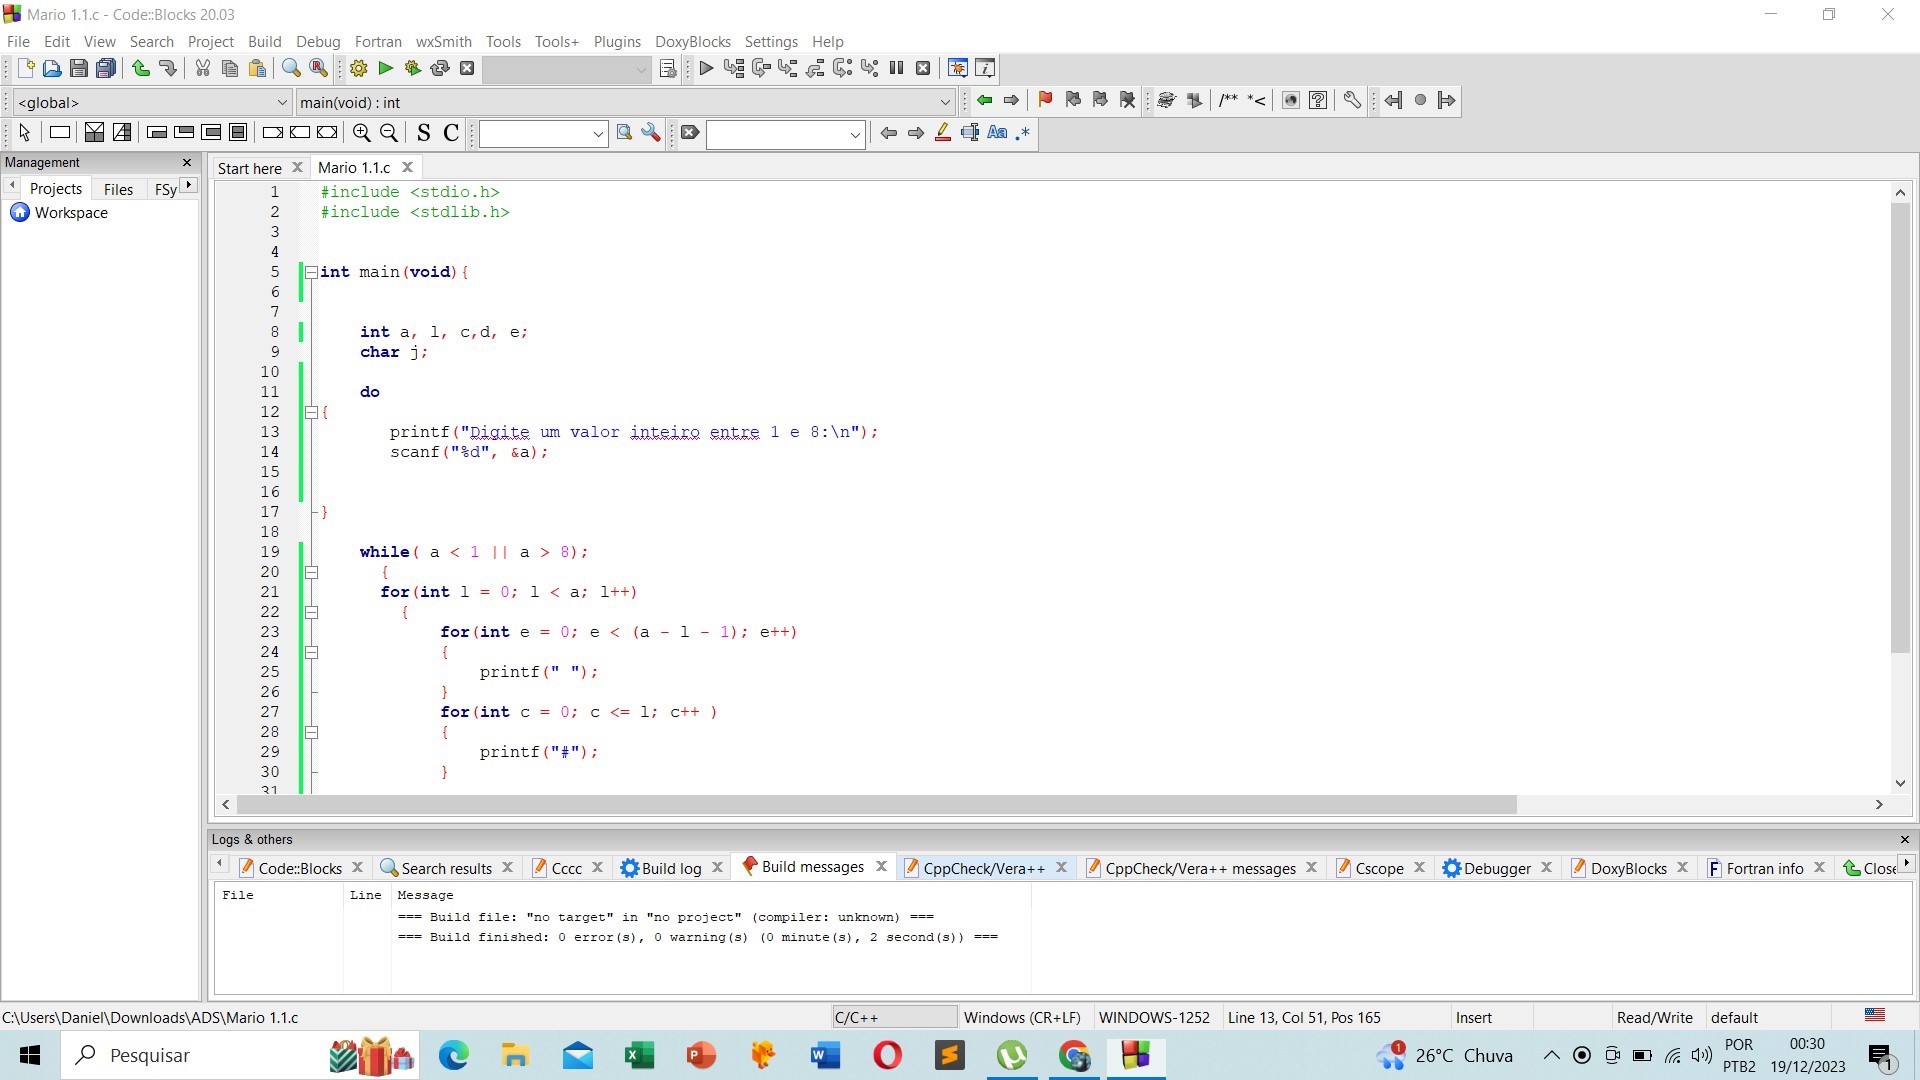 Mario 1.1.c - Code::Blocks 20.03
File Edit View Search Project Build Debug Fortran wxSmith Tools Tools+ Plugins DoxyBlocks Settings Help
<global> main(void) : int
/** *<
S C Aa .*
Management
Projects Files FSy
Workspace
Start here Mario 1.1.c
1 #include <stdio.h>
2 #include <stdlib.h>
3
4
5 int main(void){
6
7
8 int a, l, c,d, e;
9 char j;
10
11 do
12 {
13 printf("Digite um valor inteiro entre 1 e 8:\n");
14 scanf("%d", &a);
15
16
17 }
18
19 while( a < 1 || a > 8);
20 {
21 for(int l = 0; l < a; l++)
22 {
23 for(int e = 0; e < (a - l - 1); e++)
24 {
25 printf(" ");
26 }
27 for(int c = 0; c <= l; c++ )
28 {
29 printf("#");
30 }
31
Logs & others
Code::Blocks Search results Cccc Build log Build messages CppCheck/Vera++ CppCheck/Vera++ messages Cscope Debugger DoxyBlocks Fortran info Close
File Line Message
=== Build file: "no target" in "no project" (compiler: unknown) ===
=== Build finished: 0 error(s), 0 warning(s) (0 minute(s), 2 second(s)) ===
C:\Users\Daniel\Downloads\ADS\Mario 1.1.c C/C++ Windows (CR+LF) WINDOWS-1252 Line 13, Col 51, Pos 165 Insert Read/Write default
Pesquisar
1
26°C Chuva
POR
PTB2
00:30
19/12/2023
1